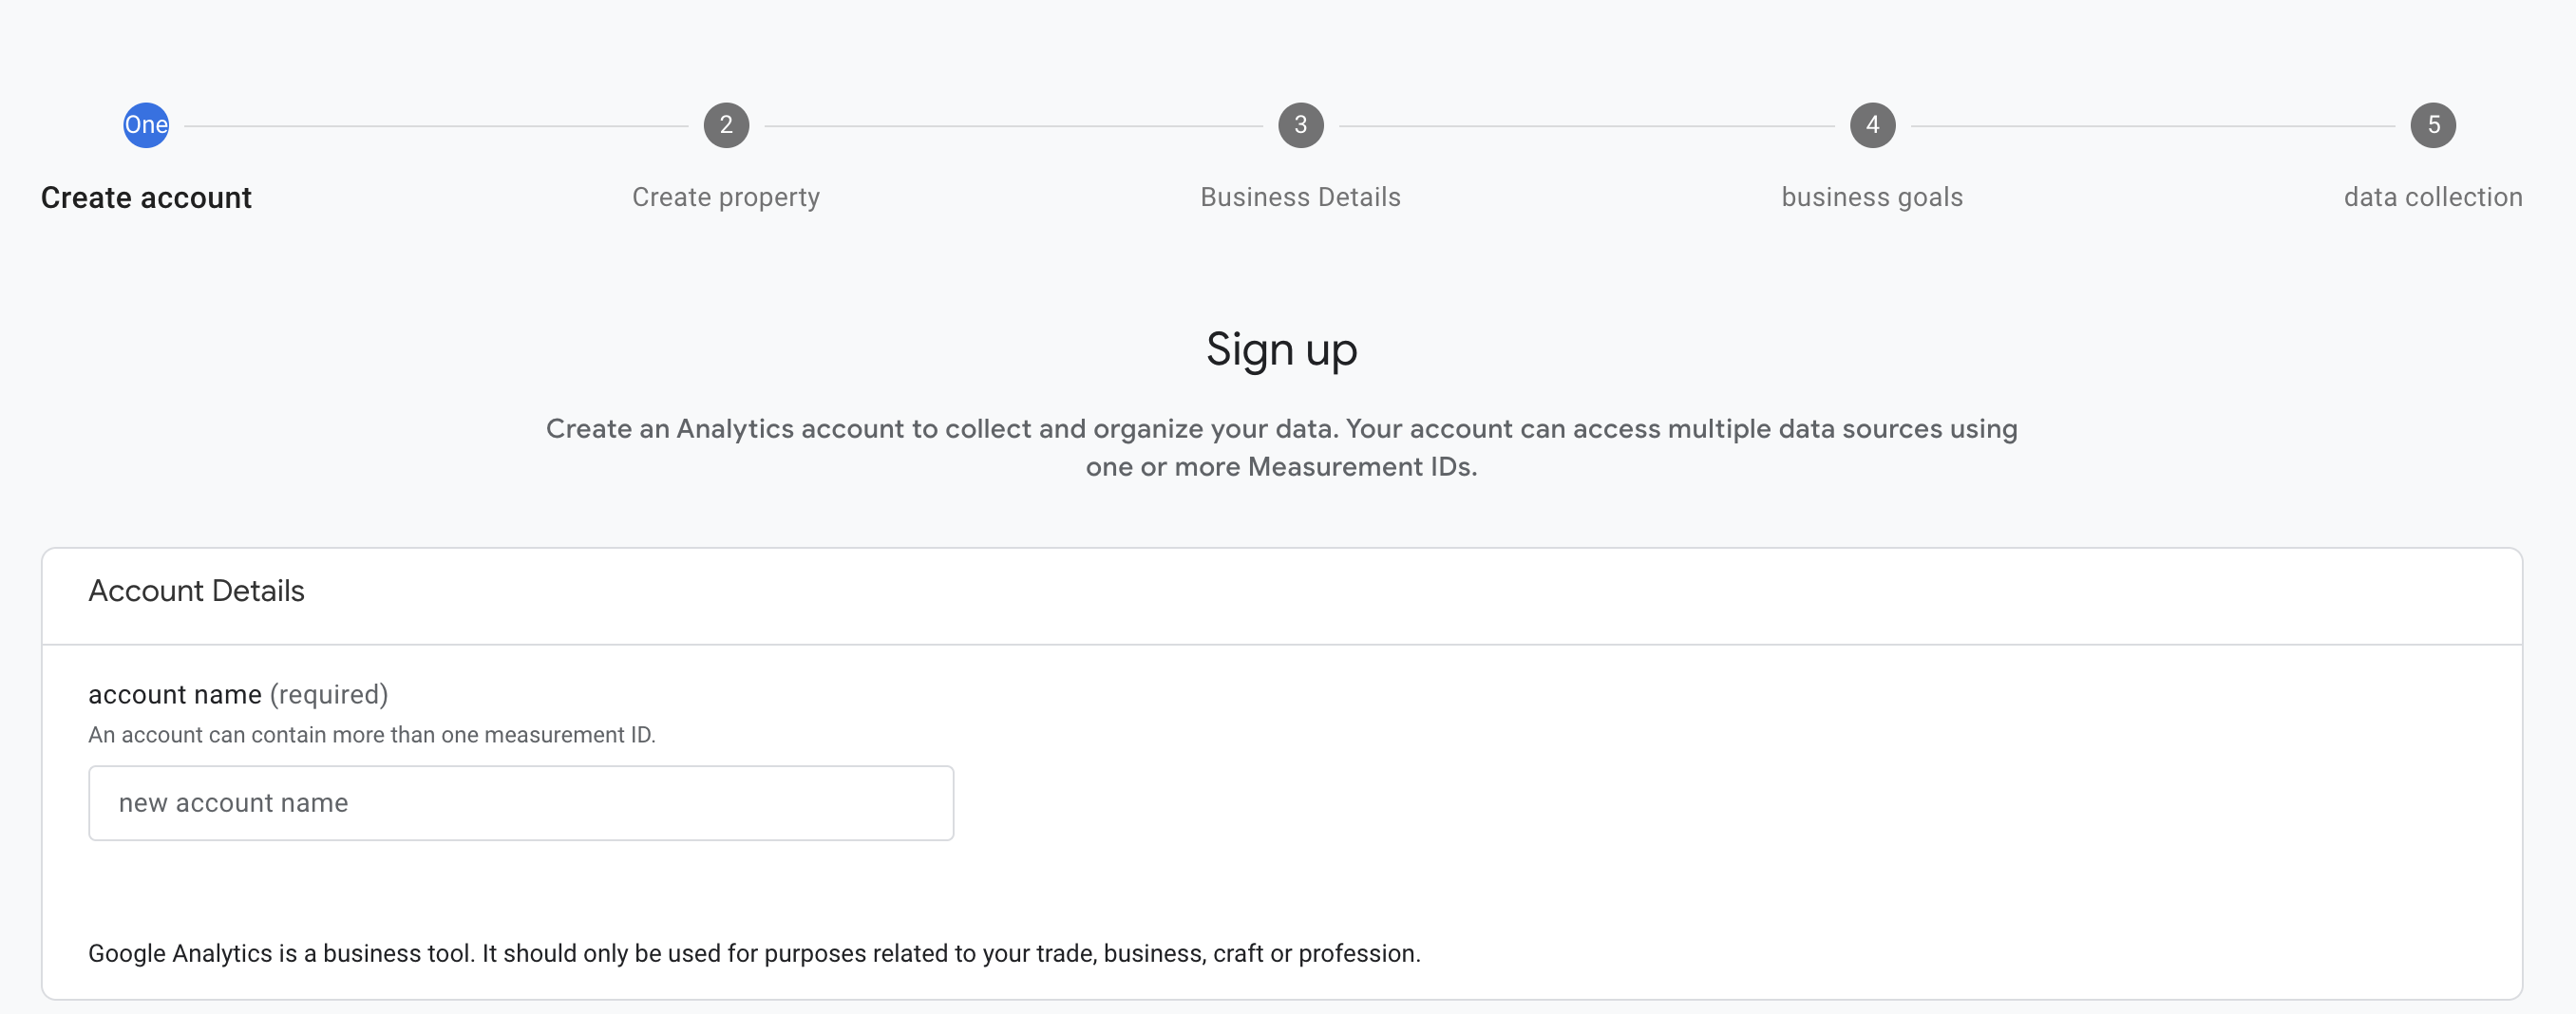 One
2
3
4
5
Create account
Create property
Business Details
business goals
data collection
Sign up
Create an Analytics account to collect and organize your data. Your account can access multiple data sources using
one or more Measurement IDs.
Account Details
account name (required)
An account can contain more than one measurement ID.
new account name
Google Analytics is a business tool. It should only be used for purposes related to your trade, business, craft or profession.